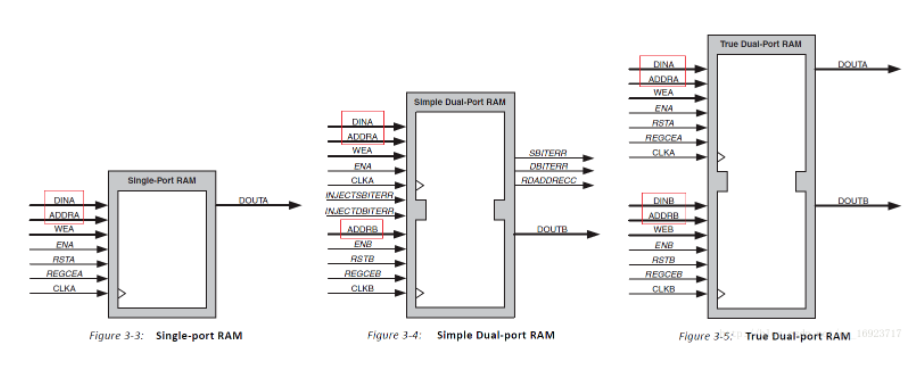 Single-Port RAM
DINA
ADDRA
WEA
ENA
RSTA
REGCEA
CLKA
DOUTA
Figure 3-3: Single-port RAM
Simple Dual-Port RAM
DINA
ADDRA
WEA
ENA
CLKA
INJECTSBITERR
INJECTDBITERR
ADDRB
ENB
RSTB
REGCEB
CLKB
SBITERR
DBITERR
RDADDRECC
DOUTB
Figure 3-4: Simple Dual-port RAM
True Dual-Port RAM
DINA
ADDRA
WEA
ENA
RSTA
REGCEA
CLKA
DINB
ADDRB
WEB
ENB
RSTB
REGCEB
CLKB
DOUTA
DOUTB
Figure 3-5: True Dual-port RAM
16923717